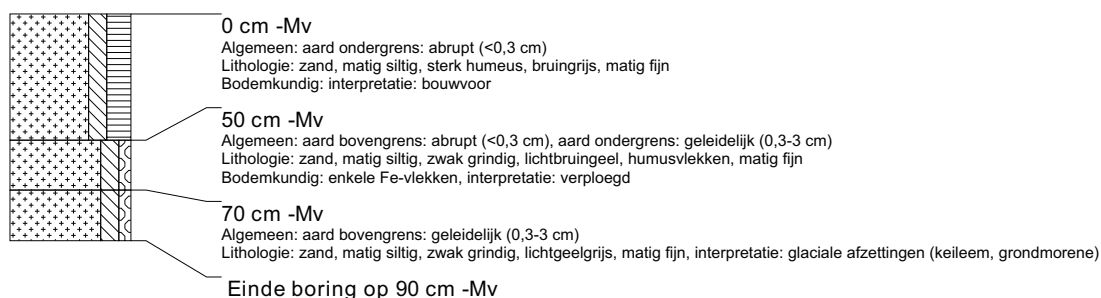 0 cm -Mv
Algemeen: aard ondergrens: abrupt (<0,3 cm)
Lithologie: zand, matig siltig, sterk humeus, bruingrijs, matig fijn
Bodemkundig: interpretatie: bouwvoor
50 cm -Mv
Algemeen: aard bovengrens: abrupt (<0,3 cm), aard ondergrens: geleidelijk (0,3-3 cm)
Lithologie: zand, matig siltig, zwak grindig, lichtbruingeel, humusvlekken, matig fijn
Bodemkundig: enkele Fe-vlekken, interpretatie: verploegd
70 cm -Mv
Algemeen: aard bovengrens: geleidelijk (0,3-3 cm)
Lithologie: zand, matig siltig, zwak grindig, lichtgeelgrijs, matig fijn, interpretatie: glaciale afzettingen (keileem, grondmorene)
Einde boring op 90 cm -Mv